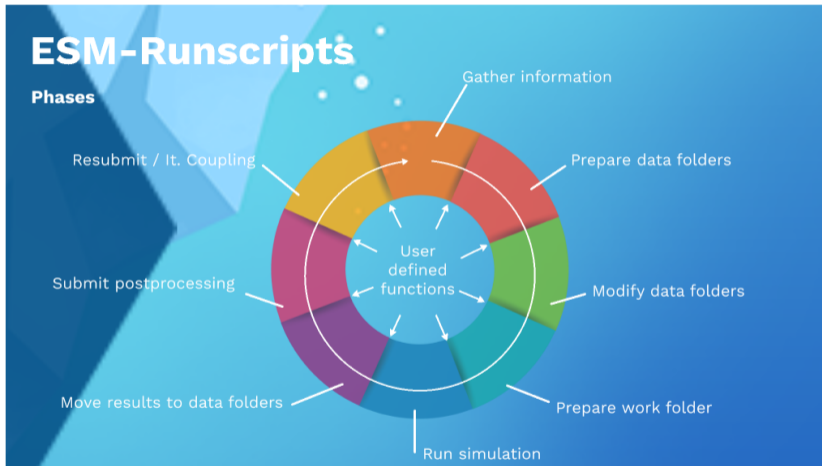 ESM-Runscripts
Phases
Gather information
Resubmit / It. Coupling
Prepare data folders
User
defined
functions
Submit postprocessing
Modify data folders
Move results to data folders
Prepare work folder
Run simulation